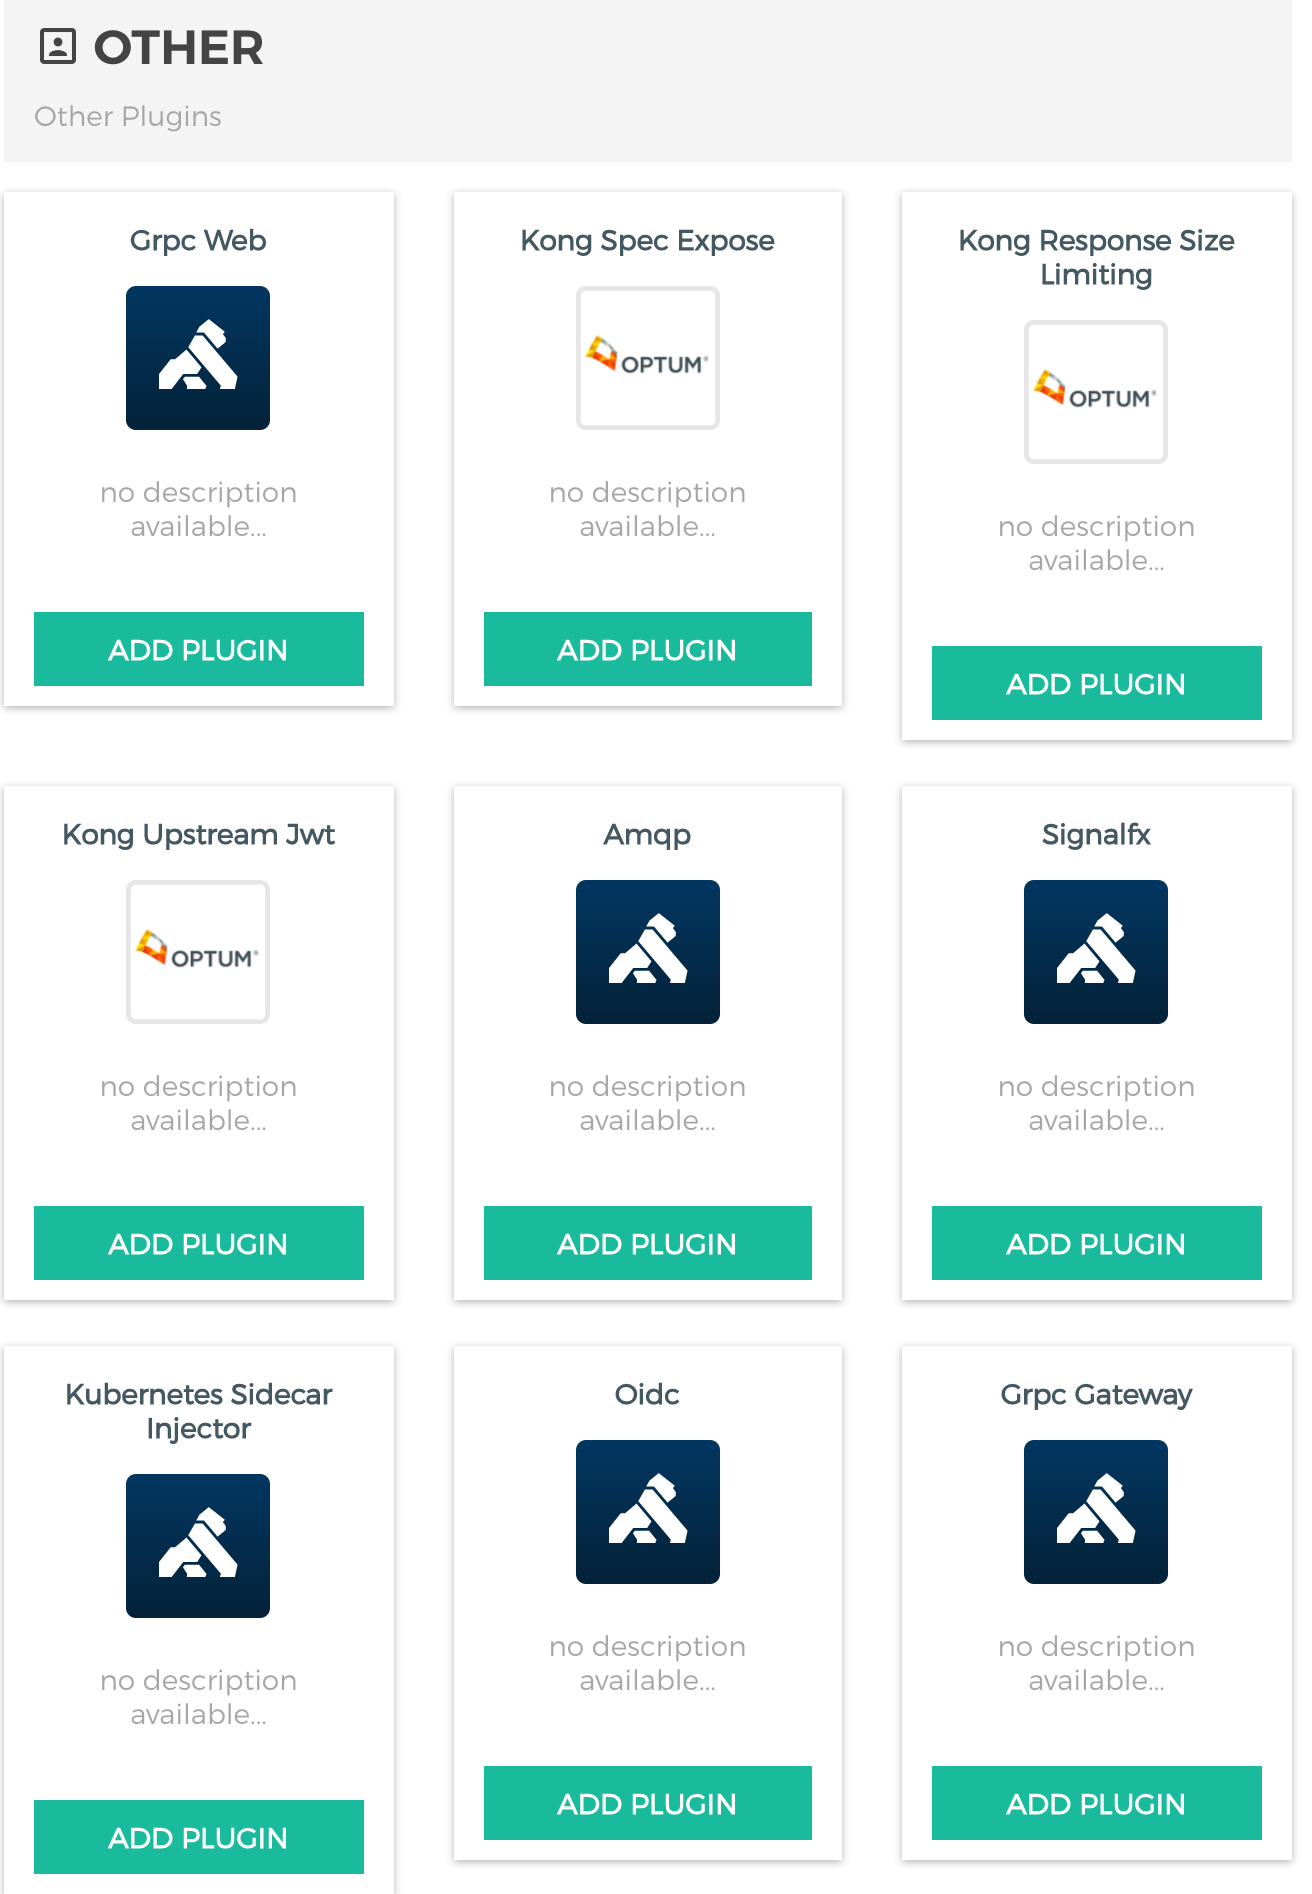 OTHER
Other Plugins
Grpc Web
no description
available...
ADD PLUGIN
Kong Spec Expose
OPTUM®
no description
available...
ADD PLUGIN
Kong Response Size
Limiting
OPTUM®
no description
available...
ADD PLUGIN
Kong Upstream Jwt
OPTUM®
no description
available...
ADD PLUGIN
Amqp
no description
available...
ADD PLUGIN
Signalfx
no description
available...
ADD PLUGIN
Kubernetes Sidecar
Injector
no description
available...
ADD PLUGIN
Oidc
no description
available...
ADD PLUGIN
Grpc Gateway
no description
available...
ADD PLUGIN